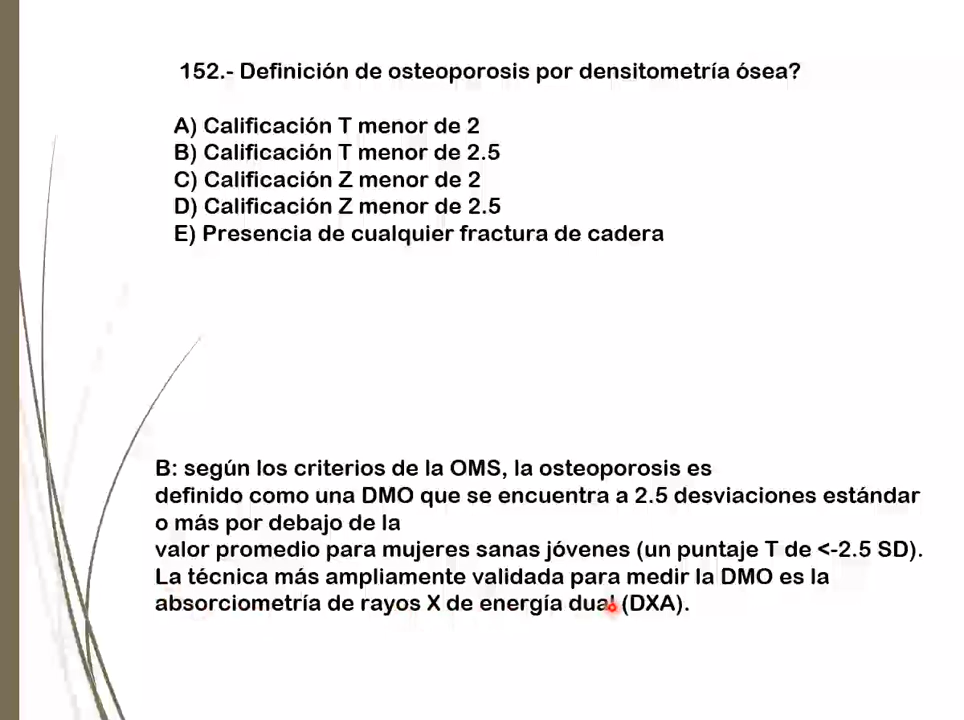 152.- Definición de osteoporosis por densitometría ósea?
A) Calificación T menor de 2
B) Calificación T menor de 2.5
C) Calificación Z menor de 2
D) Calificación Z menor de 2.5
E) Presencia de cualquier fractura de cadera
B: según los criterios de la OMS, la osteoporosis es
definido como una DMO que se encuentra a 2.5 desviaciones estándar
o más por debajo de la
valor promedio para mujeres sanas jóvenes (un puntaje T de <-2.5 SD).
La técnica más ampliamente validada para medir la DMO es la
absorciometría de rayos X de energía dual (DXA).